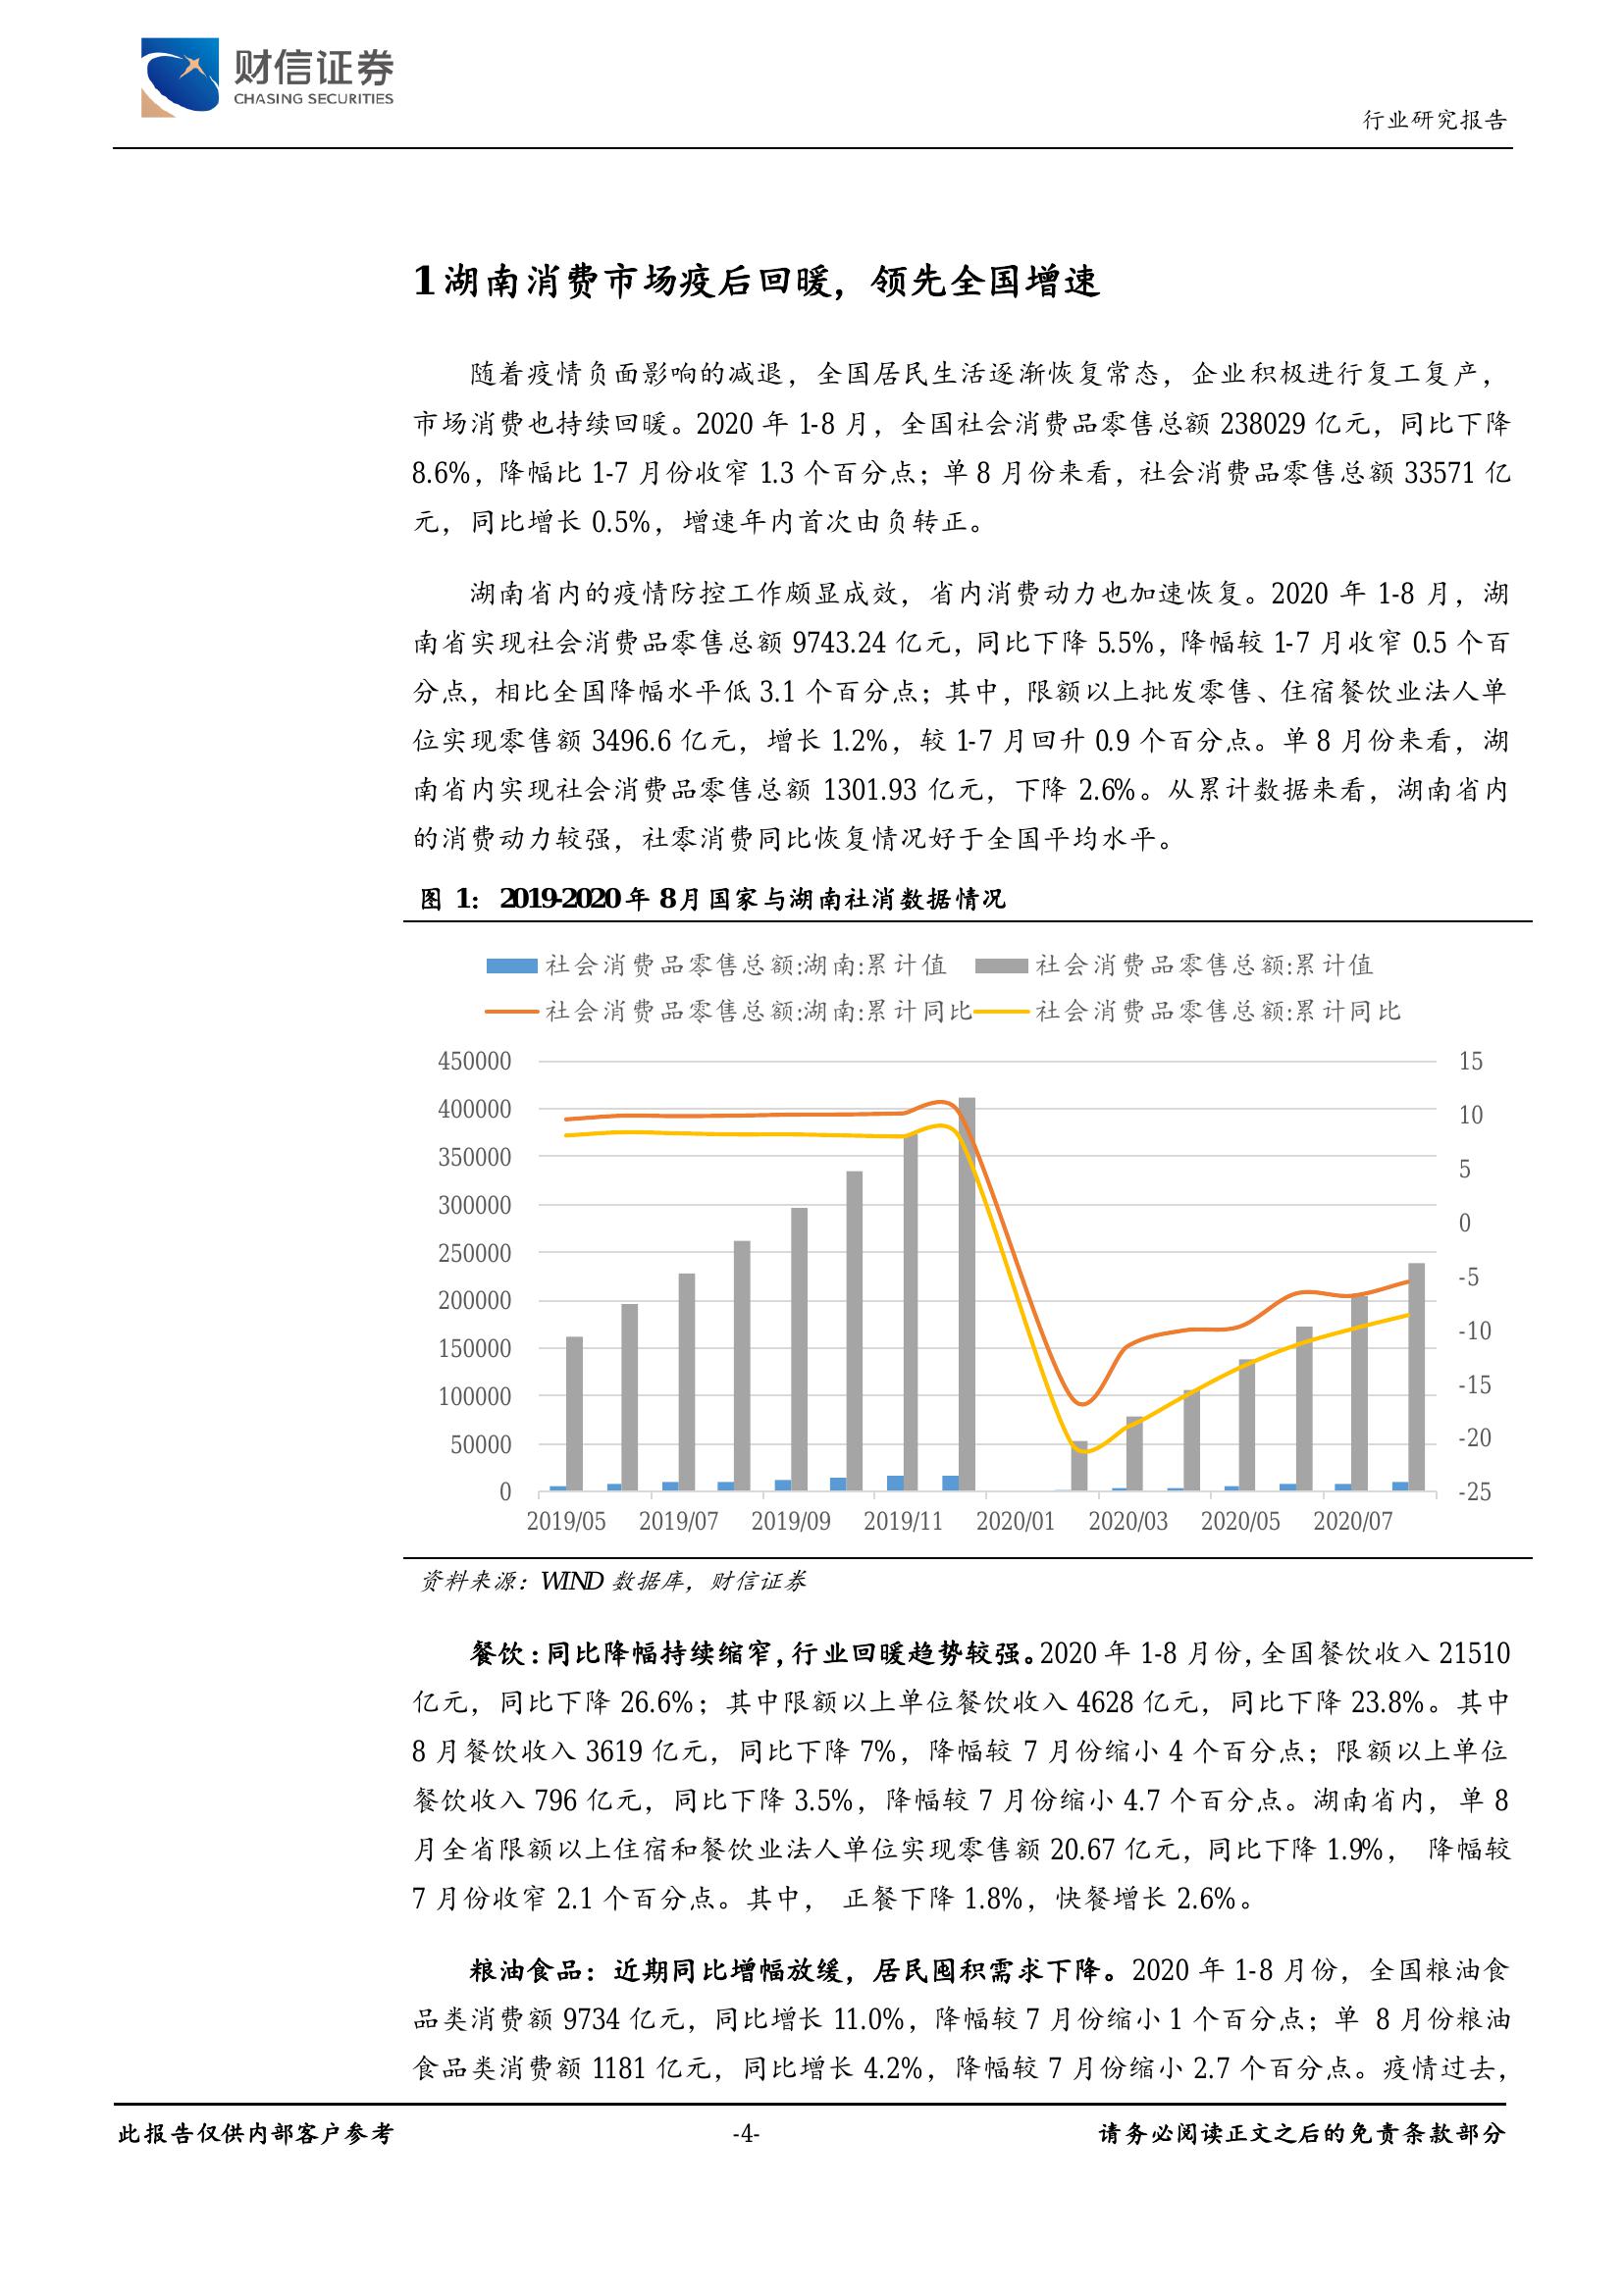 财信证券
CHASING SECURITIES
行业研究报告
1 湖南消费市场疫后回暖，领先全国增速
随着疫情负面影响的减退，全国居民生活逐渐恢复常态，企业积极进行复工复产，
市场消费也持续回暖。2020 年 1-8 月，全国社会消费品零售总额 238029 亿元，同比下降
8.6%，降幅比 1-7 月份收窄 1.3 个百分点；单 8 月份来看，社会消费品零售总额 33571 亿
元，同比增长 0.5%，增速年内首次由负转正。
湖南省内的疫情防控工作颇显成效，省内消费动力也加速恢复。2020 年 1-8 月，湖
南省实现社会消费品零售总额 9743.24 亿元，同比下降 5.5%，降幅较 1-7 月收窄 0.5 个百
分点，相比全国降幅水平低 3.1 个百分点；其中，限额以上批发零售、住宿餐饮业法人单
位实现零售额 3496.6 亿元，增长 1.2%，较 1-7 月回升 0.9 个百分点。单 8 月份来看，湖
南省内实现社会消费品零售总额 1301.93 亿元，下降 2.6%。从累计数据来看，湖南省内
的消费动力较强，社零消费同比恢复情况好于全国平均水平。
图 1：2019-2020 年 8 月国家与湖南社消数据情况
社会消费品零售总额:湖南:累计值 社会消费品零售总额:累计值
社会消费品零售总额:湖南:累计同比 社会消费品零售总额:累计同比
450000 15
400000 10
350000 5
300000 0
250000 -5
200000 -10
150000 -15
100000 -20
50000 -25
0
2019/05 2019/07 2019/09 2019/11 2020/01 2020/03 2020/05 2020/07
资料来源：WIND 数据库，财信证券
餐饮：同比降幅持续缩窄，行业回暖趋势较强。2020 年 1-8 月份，全国餐饮收入 21510
亿元，同比下降 26.6%；其中限额以上单位餐饮收入 4628 亿元，同比下降 23.8%。其中
8 月餐饮收入 3619 亿元，同比下降 7%，降幅较 7 月份缩小 4 个百分点；限额以上单位
餐饮收入 796 亿元，同比下降 3.5%，降幅较 7 月份缩小 4.7 个百分点。湖南省内，单 8
月全省限额以上住宿和餐饮业法人单位实现零售额 20.67 亿元，同比下降 1.9%， 降幅较
7 月份收窄 2.1 个百分点。其中， 正餐下降 1.8%，快餐增长 2.6%。
粮油食品：近期同比增幅放缓，居民囤积需求下降。2020 年 1-8 月份，全国粮油食
品类消费额 9734 亿元，同比增长 11.0%，降幅较 7 月份缩小 1 个百分点；单 8 月份粮油
食品类消费额 1181 亿元，同比增长 4.2%，降幅较 7 月份缩小 2.7 个百分点。疫情过去，
此报告仅供内部客户参考 -4- 请务必阅读正文之后的免责条款部分